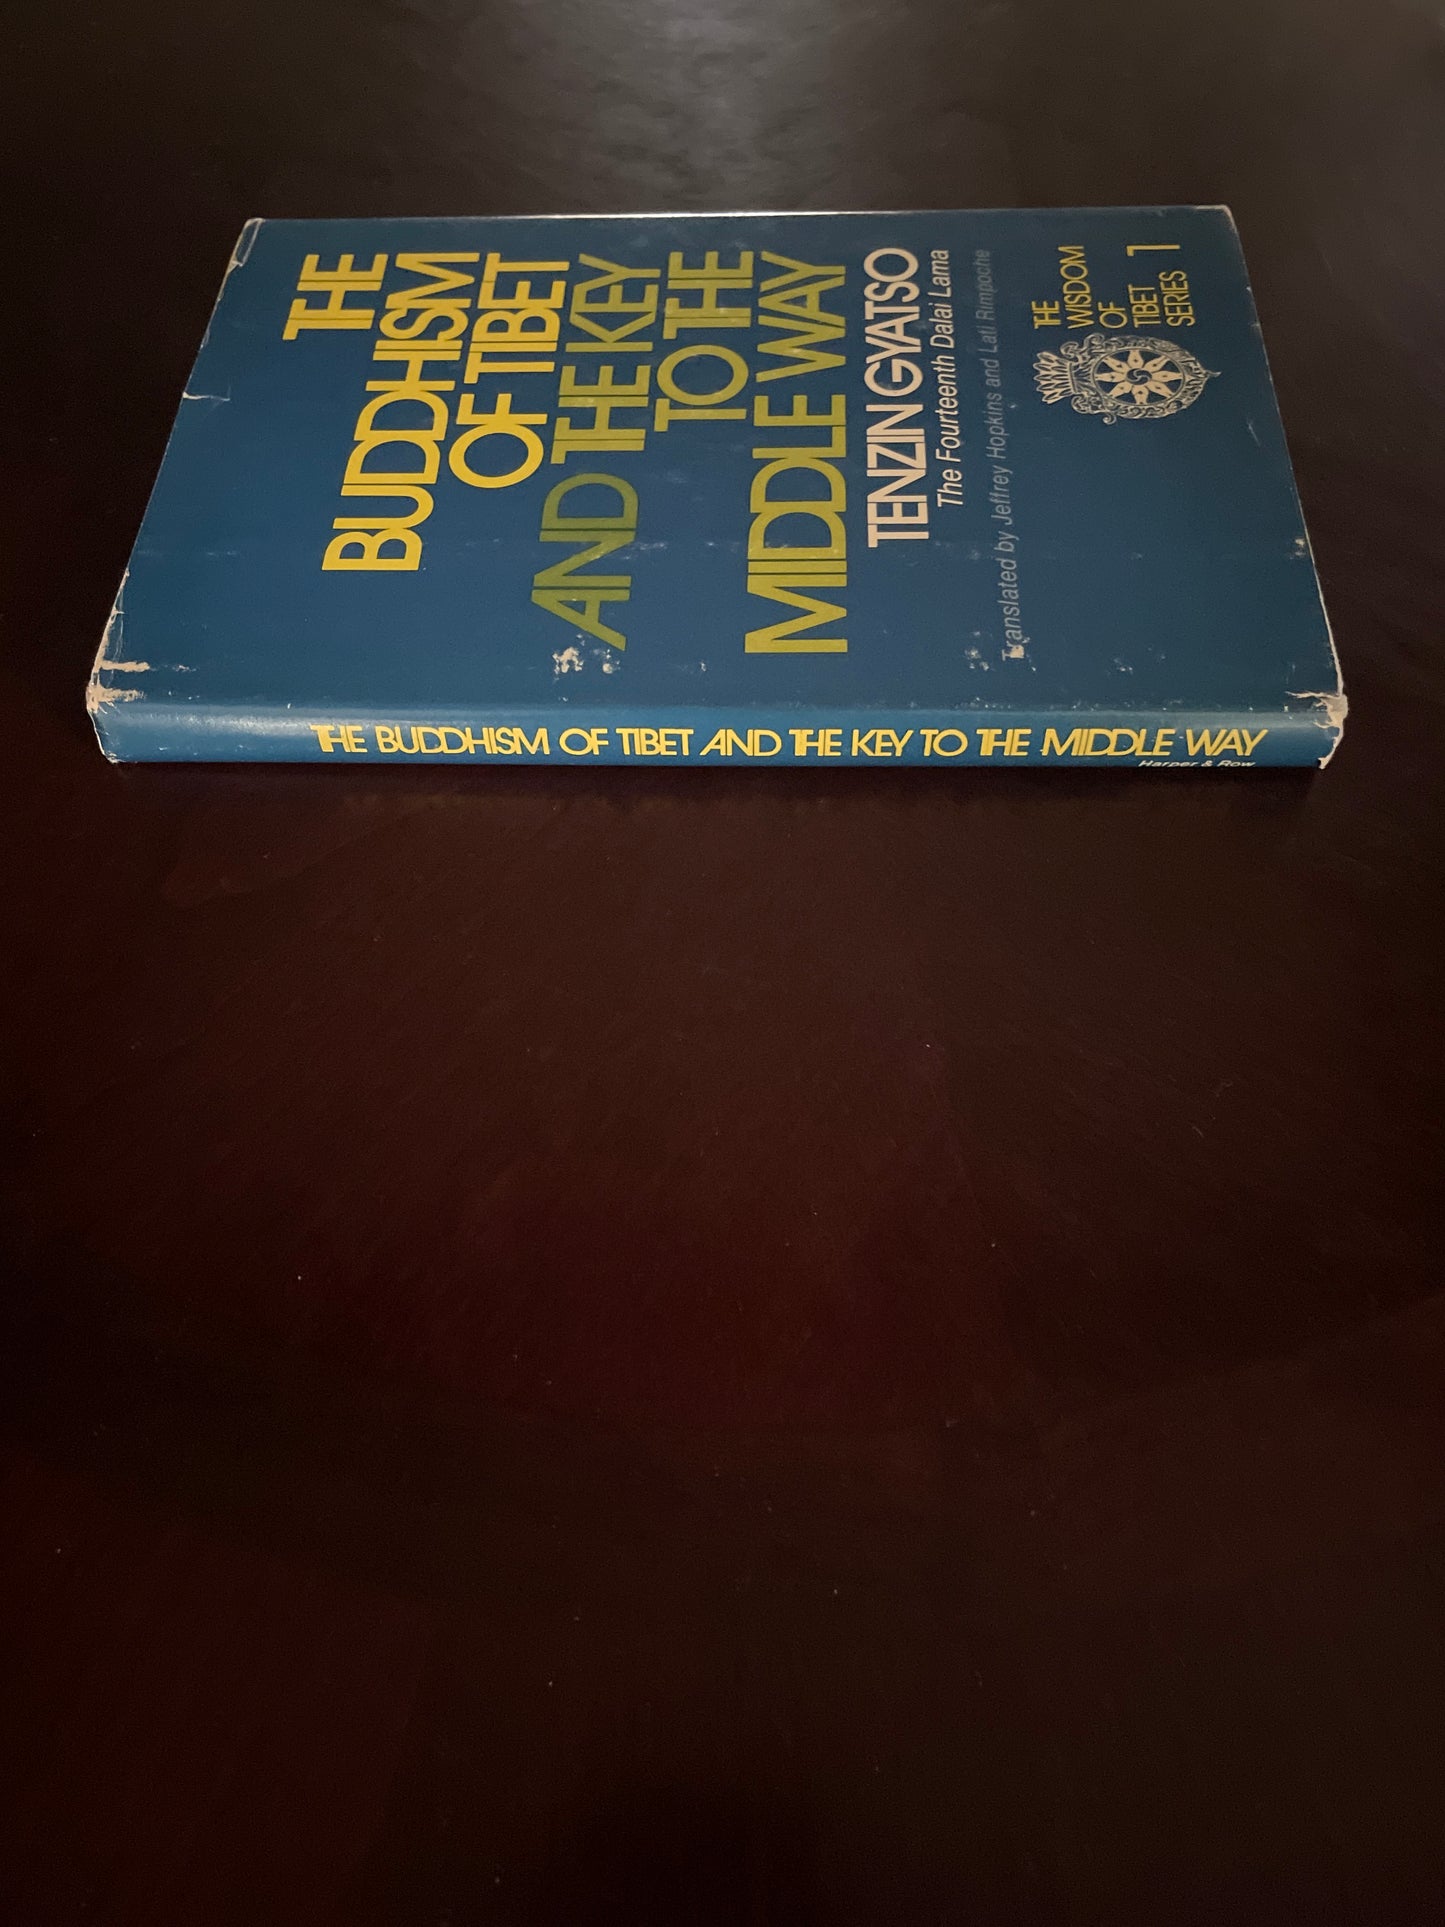 THE
BUDDHISM
OF TIBET
AND THE KEY
TO THE
MIDDLE WAY
TENZIN GYATSO
The Fourteenth Dalai Lama
Translated by Jeffrey Hopkins and Lati Rimpoche
THE
WISDOM
OF
TIBET
SERIES 1
THE BUDDHISM OF TIBET AND THE KEY TO THE MIDDLE WAY
Harper & Row